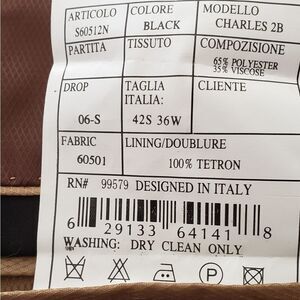 ARTICOLO COLORE MODELLO
S60512N BLACK CHARLES 2B
PARTITA TISSUTO COMPOZISIONE
65% POLYESTER
35% VISCOSE
DROP TAGLIA ITALIA: CLIENTE
06-S 42S 36W
FABRIC LINING/DOUBLURE
60501 100% TETRON
RN# 99579 DESIGNED IN ITALY
6 29133 64141 8
WASHING: DRY CLEAN ONLY
P